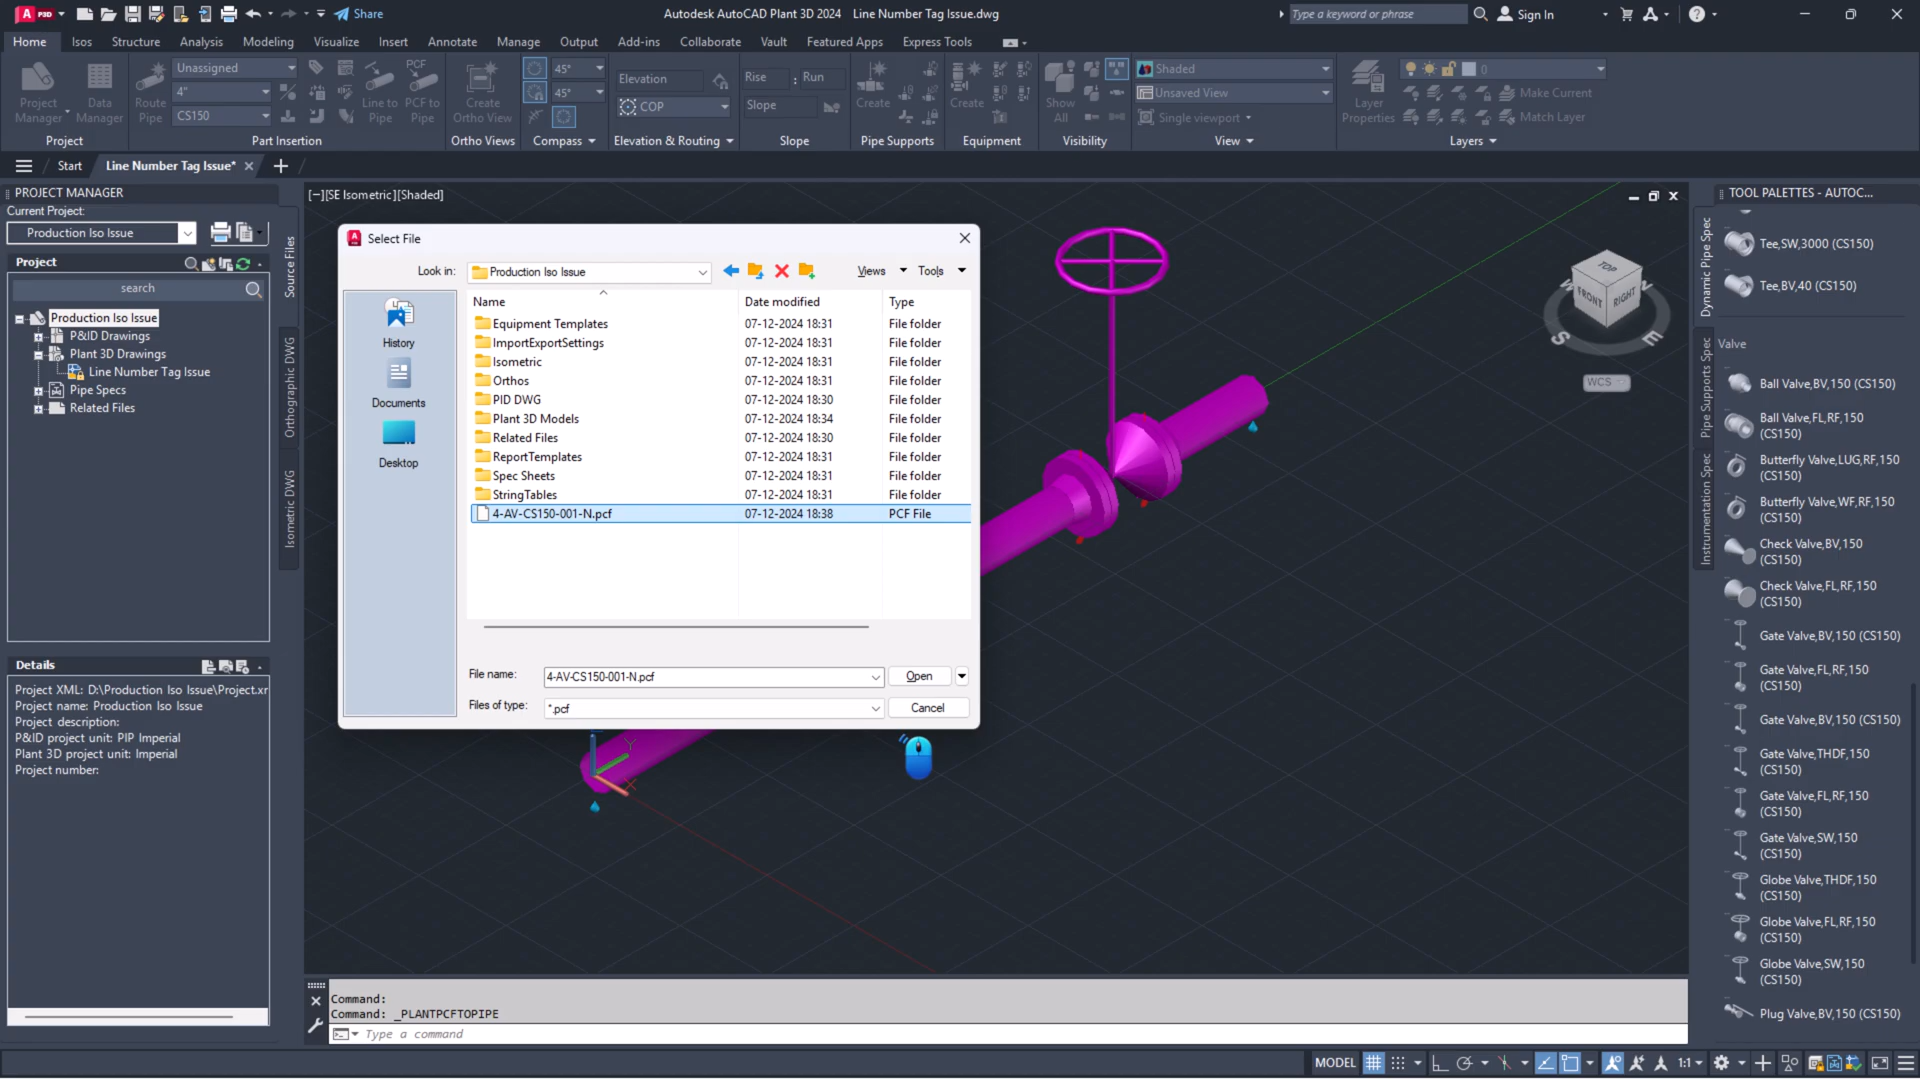 A P3D
Share
Autodesk AutoCAD Plant 3D 2024 Line Number Tag Issue.dwg
Type a keyword or phrase
Sign In
Home Isos Structure Analysis Modeling Visualize Insert Annotate Manage Output Add-ins Collaborate Vault Featured Apps Express Tools
Project Manager
Data Manager
Project
Route Pipe
Unassigned
4"
CS150
Line to Pipe
PCF
PCF to Pipe
Part Insertion
Create Ortho View
Ortho Views
45°
45°
Compass
Elevation
COP
Elevation & Routing
Rise : Run
Slope
Slope
Create
Pipe Supports
Create
Equipment
Show All
Visibility
Shaded
Unsaved View
Single viewport
View
Layer Properties
0
Make Current
Match Layer
Layers
Start
Line Number Tag Issue*
PROJECT MANAGER
Current Project:
Production Iso Issue
Project
search
Production Iso Issue
P&ID Drawings
Plant 3D Drawings
Line Number Tag Issue
Pipe Specs
Related Files
Source Files
Orthographic DWG
Isometric DWG
Details
Project XML: D:\Production Iso Issue\Project.xr
Project name: Production Iso Issue
Project description:
P&ID project unit: PIP Imperial
Plant 3D project unit: Imperial
Project number:
[−][SE Isometric][Shaded]
Select File
Look in:
Production Iso Issue
Views
Tools
History
Documents
Desktop
Name Date modified Type
Equipment Templates 07-12-2024 18:31 File folder
ImportExportSettings 07-12-2024 18:31 File folder
Isometric 07-12-2024 18:31 File folder
Orthos 07-12-2024 18:31 File folder
PID DWG 07-12-2024 18:30 File folder
Plant 3D Models 07-12-2024 18:34 File folder
Related Files 07-12-2024 18:30 File folder
ReportTemplates 07-12-2024 18:31 File folder
Spec Sheets 07-12-2024 18:31 File folder
StringTables 07-12-2024 18:31 File folder
4-AV-CS150-001-N.pcf 07-12-2024 18:38 PCF File
File name:
4-AV-CS150-001-N.pcf
Open
Files of type:
*.pcf
Cancel
Y
X
TOP
FRONT
RIGHT
W
N
S
E
WCS
TOOL PALETTES - AUTOC...
Dynamic Pipe Spec
Pipe Supports Spec
Instrumentation Spec
Tee,SW,3000 (CS150)
Tee,BV,40 (CS150)
Valve
Ball Valve,BV,150 (CS150)
Ball Valve,FL,RF,150
(CS150)
Butterfly Valve,LUG,RF,150
(CS150)
Butterfly Valve,WF,RF,150
(CS150)
Check Valve,BV,150
(CS150)
Check Valve,FL,RF,150
(CS150)
Gate Valve,BV,150 (CS150)
Gate Valve,FL,RF,150
(CS150)
Gate Valve,BV,150 (CS150)
Gate Valve,THDF,150
(CS150)
Gate Valve,FL,RF,150
(CS150)
Gate Valve,SW,150
(CS150)
Globe Valve,THDF,150
(CS150)
Globe Valve,FL,RF,150
(CS150)
Globe Valve,SW,150
(CS150)
Plug Valve,BV,150 (CS150)
Command:
Command: _PLANTPCFTOPIPE
Type a command
MODEL
1:1